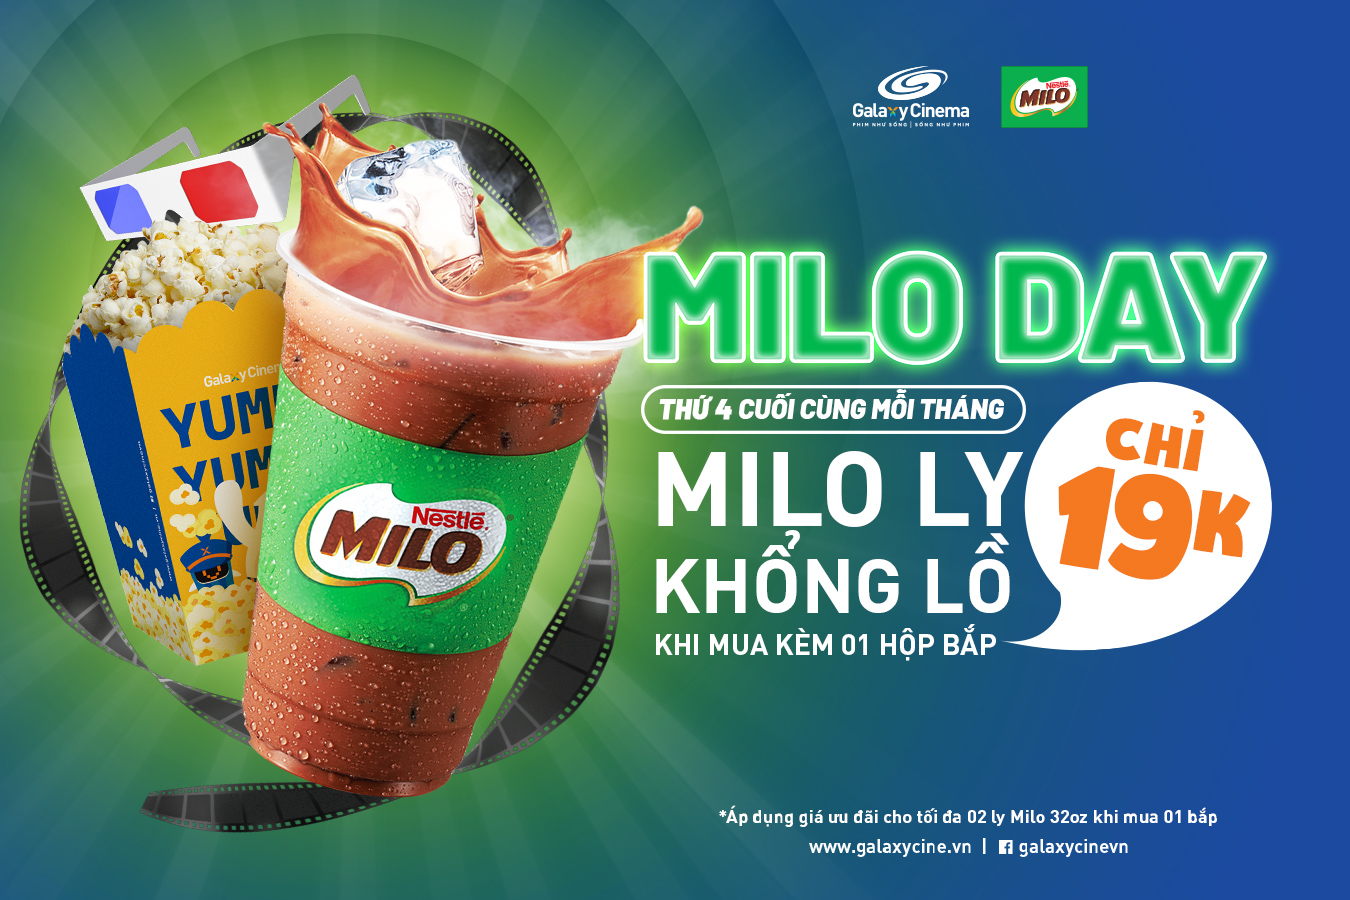 Galaxy Cinema
PHIM NHƯ SỐNG | SỐNG NHƯ PHIM
Nestlé
MILO
MILO DAY
THỨ 4 CUỐI CÙNG MỖI THÁNG
MILO LY
KHỔNG LỒ
KHI MUA KÈM 01 HỘP BẮP
CHỈ
19K
Galaxy Cinem
YUM
YUM
Nestlé®
MILO
*Áp dụng giá ưu đãi cho tối đa 02 ly Milo 32oz khi mua 01 bắp
www.galaxycine.vn | galaxycinevn